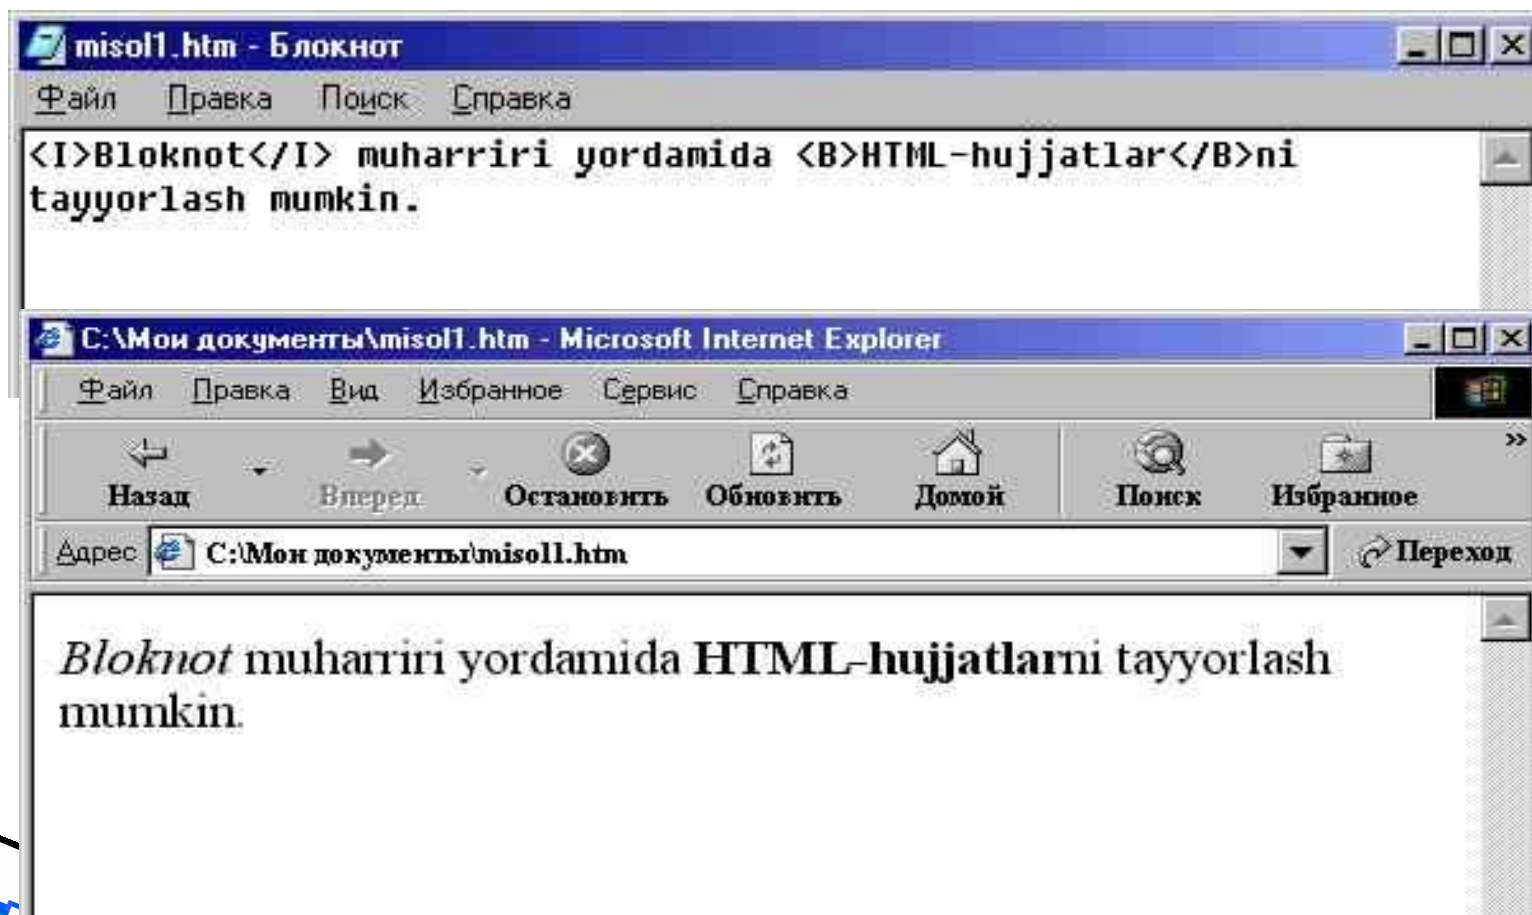 misol1.htm - Блокнот
Файл Правка Поиск Справка
<I>Bloknot</I> muharriri yordamida <B>HTML-hujjatlar</B>ni
tayyorlash mumkin.
C:\Мои документы\misol1.htm - Microsoft Internet Explorer
Файл Правка Вид Избранное Сервис Справка
Назад Вперед Остановить Обновить Домой Поиск Избранное »
Адрес C:\Мои документы\misol1.htm Переход
Bloknot muharriri yordamida HTML-hujjatlarni tayyorlash
mumkin.